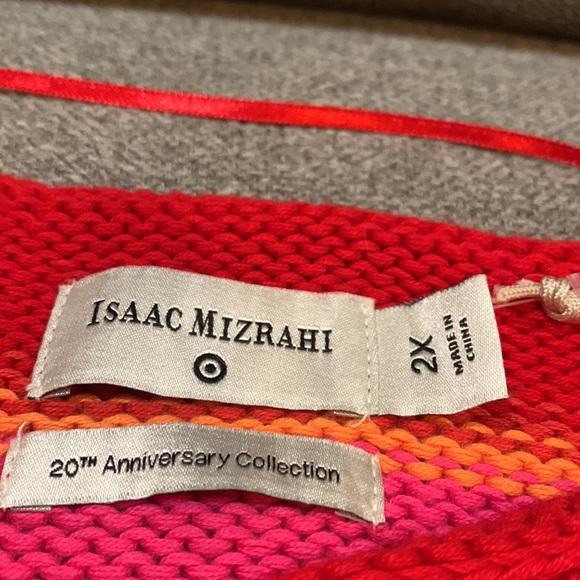 ISAAC MIZRAHI
2X
MADE IN
CHINA
20TH Anniversary Collection